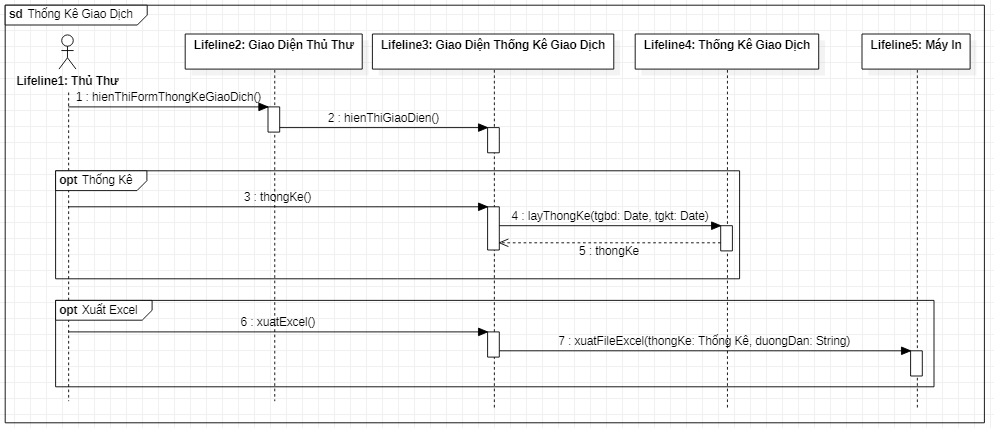 sd Thống Kê Giao Dịch
Lifeline1: Thủ Thư
Lifeline2: Giao Diện Thủ Thư
Lifeline3: Giao Diện Thống Kê Giao Dịch
Lifeline4: Thống Kê Giao Dịch
Lifeline5: Máy In
1 : hienThiFormThongKeGiaoDich()
2 : hienThiGiaoDien()
opt Thống Kê
3 : thongKe()
4 : layThongKe(tgbd: Date, tgkt: Date)
5 : thongKe
opt Xuất Excel
6 : xuatExcel()
7 : xuatFileExcel(thongKe: Thống Kê, duongDan: String)